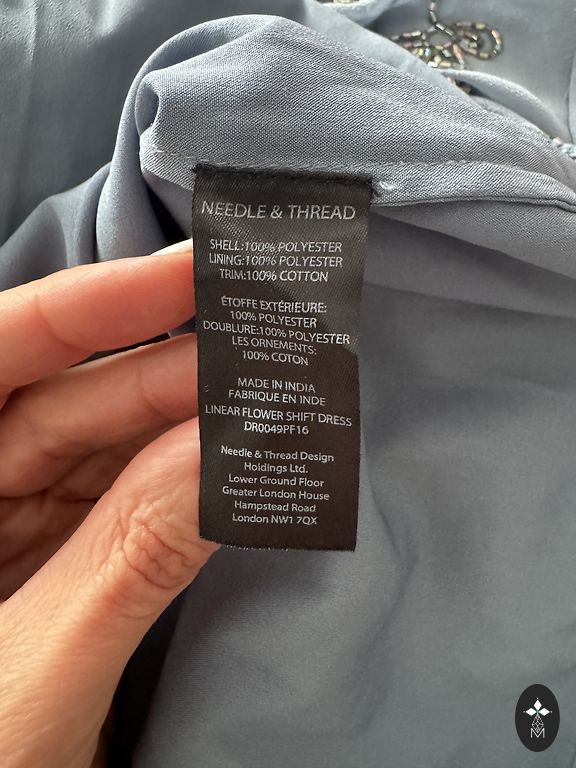 NEEDLE & THREAD
SHELL:100% POLYESTER
LINING:100% POLYESTER
TRIM:100% COTTON
ÉTOFFE EXTÉRIEURE:
100% POLYESTER
DOUBLURE:100% POLYESTER
LES ORNEMENTS:
100% COTON
MADE IN INDIA
FABRIQUE EN INDE
LINEAR FLOWER SHIFT DRESS
DR0049PF16
Needle & Thread Design
Holdings Ltd.
Lower Ground Floor
Greater London House
Hampstead Road
London NW1 7QX
M